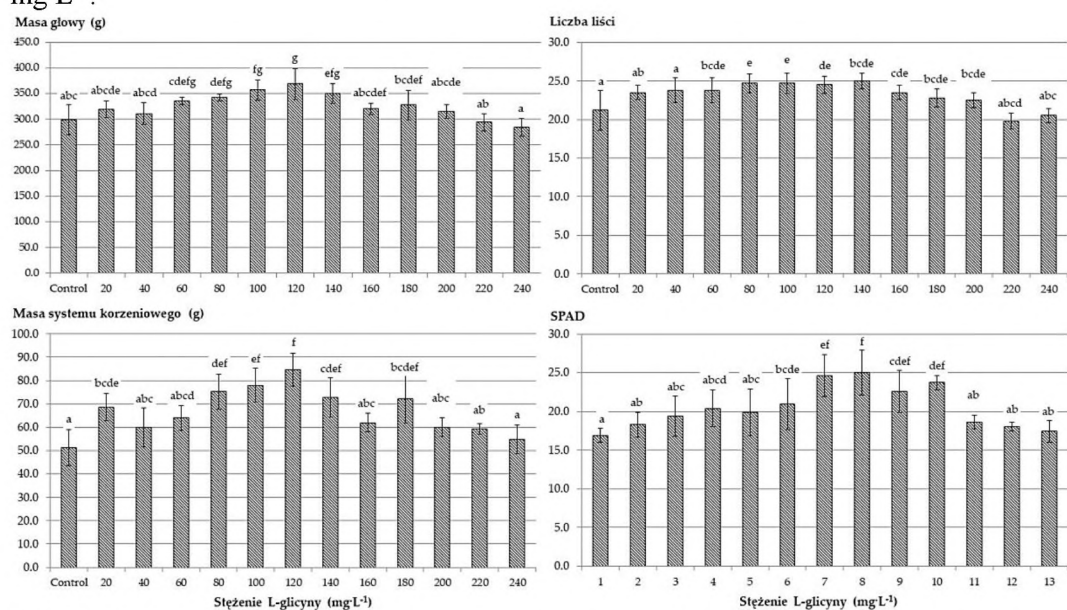 mg L⁻¹.
Masa glowy (g)
450.0
400.0
350.0
300.0
250.0
200.0
150.0
100.0
50.0
0.0
abc abcde abcd cdefg defg fg g efg abcdef bcdef abcde ab a
Control 20 40 60 80 100 120 140 160 180 200 220 240
Liczba liści
30.0
25.0
20.0
15.0
10.0
5.0
0.0
a ab a bcde e e de bcde cde bcde bcde abcd abc
Control 20 40 60 80 100 120 140 160 180 200 220 240
Masa systemu korzeniowego (g)
100.0
90.0
80.0
70.0
60.0
50.0
40.0
30.0
20.0
10.0
0.0
a bcde abc abcd def ef f cdef abc bcdef abc ab a
Control 20 40 60 80 100 120 140 160 180 200 220 240
Stężenie L-glicyny (mg·L⁻¹)
SPAD
30.0
25.0
20.0
15.0
10.0
5.0
0.0
a ab abc abcd abc bcde ef f cdef def ab ab ab
1 2 3 4 5 6 7 8 9 10 11 12 13
Stężenie L-glicyny (mg·L⁻¹)